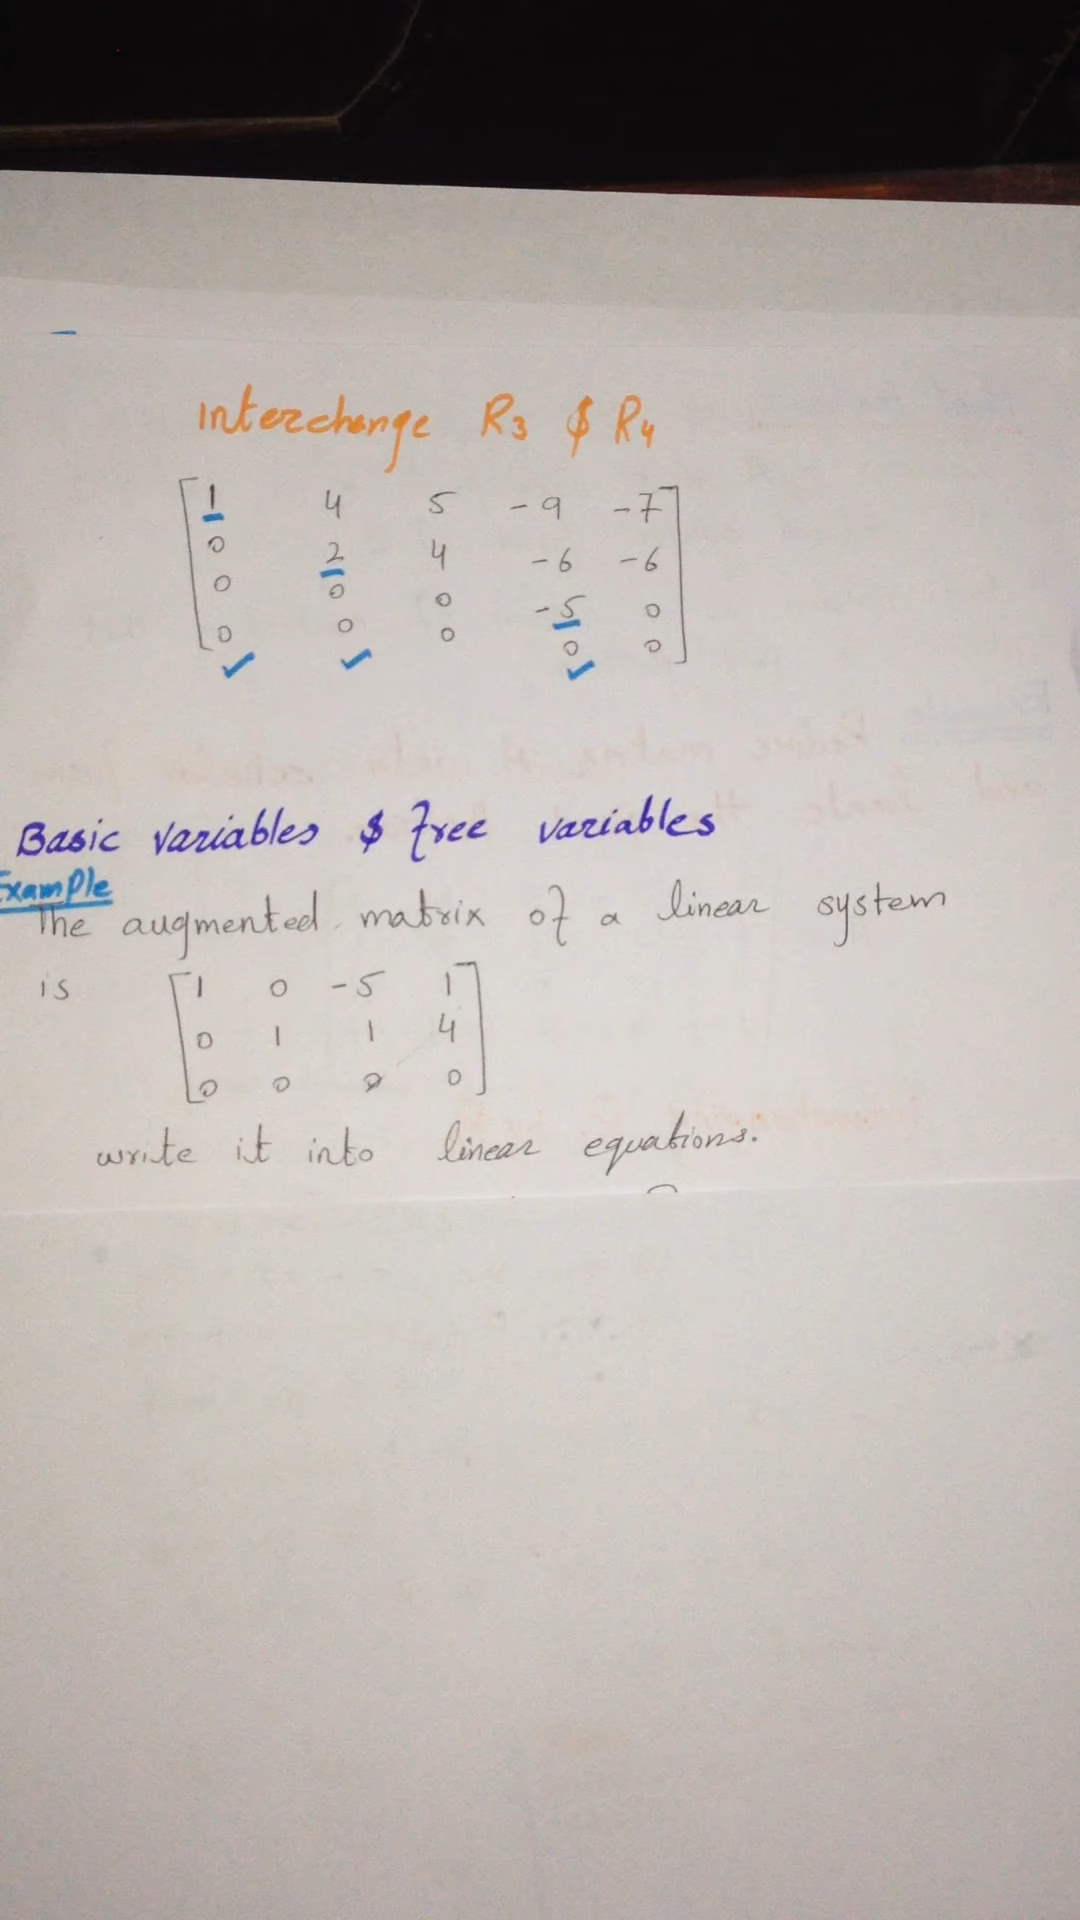 Interchange R3 & R4
1 4 5 -9 -7
0 2 4 -6 -6
0 0 0 -5 0
0 0 0 0 0
Basic variables & free variables
Example
The augmented matrix of a linear system
is 1 0 -5 1
0 1 1 4
0 0 0 0
write it into linear equations.